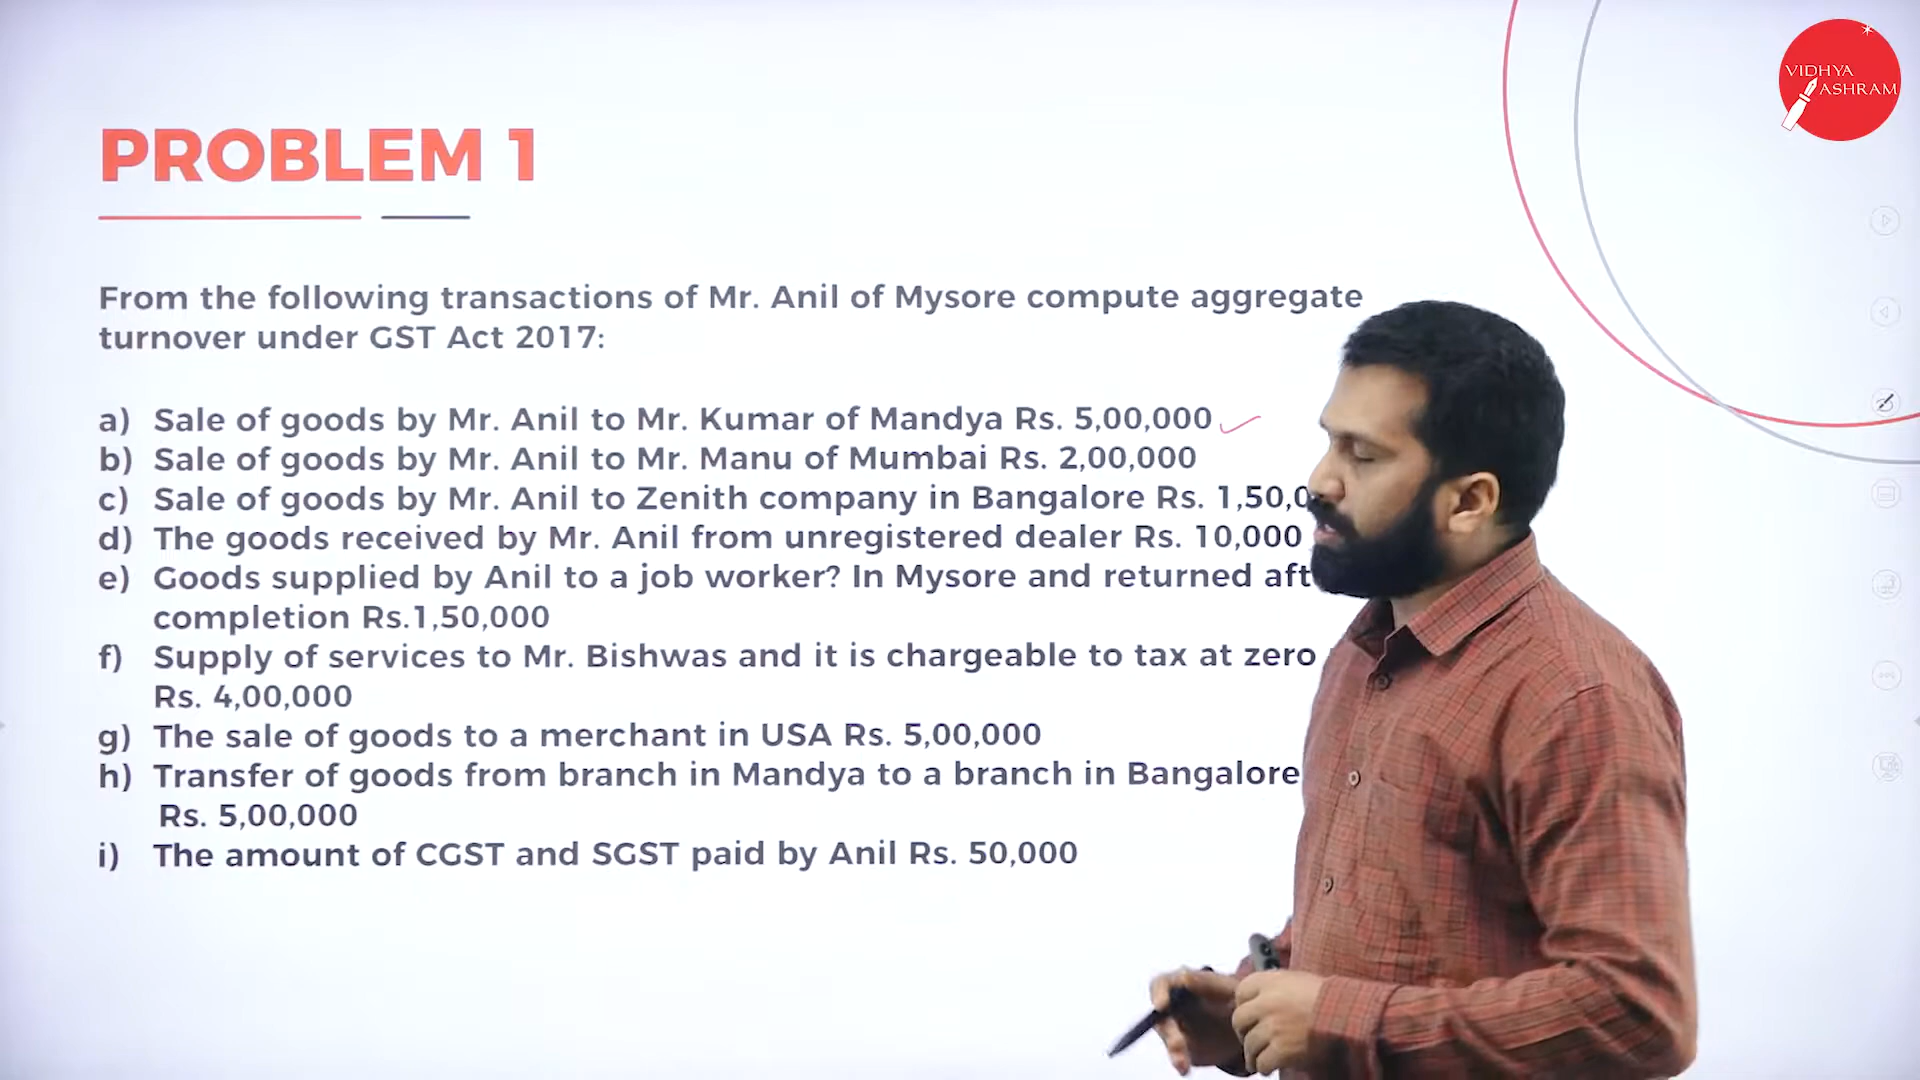 VIDHYA
ASHRAM
PROBLEM 1
From the following transactions of Mr. Anil of Mysore compute aggregate
turnover under GST Act 2017:
a) Sale of goods by Mr. Anil to Mr. Kumar of Mandya Rs. 5,00,000
b) Sale of goods by Mr. Anil to Mr. Manu of Mumbai Rs. 2,00,000
c) Sale of goods by Mr. Anil to Zenith company in Bangalore Rs.
d) The goods received by Mr. Anil from unregistered dealer Rs. 10,000
e) Goods supplied by Anil to a job worker? In Mysore and returned
completion Rs.1,50,000
f) Supply of services to Mr. Bishwas and it is chargeable to tax at zero
Rs. 4,00,000
g) The sale of goods to a merchant in USA Rs. 5,00,000
h) Transfer of goods from branch in Mandya to a branch in Bangalore
Rs. 5,00,000
i) The amount of CGST and SGST paid by Anil Rs. 50,000